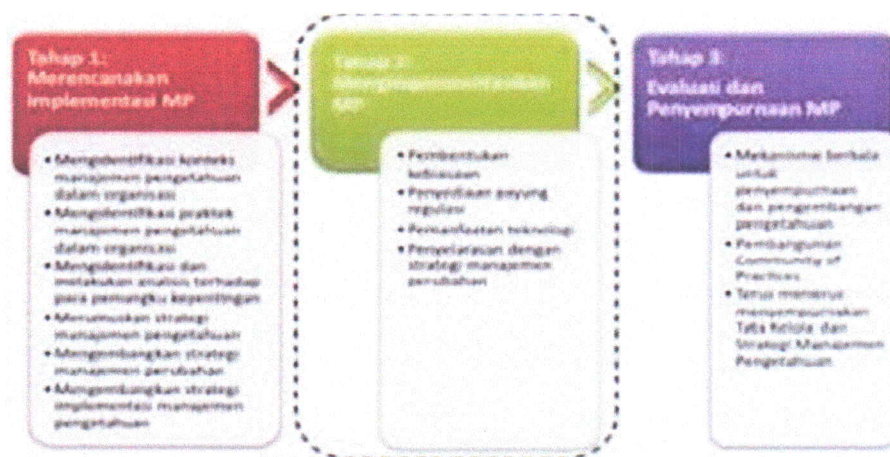 Tahap 1:
Merencanakan
implementasi MP
• Mengidentifikasi konteks
manajemen pengetahuan
dalam organisasi
• Mengidentifikasi praktek
manajemen pengetahuan
dalam organisasi
• Mengidentifikasi dan
melakukan analisis terhadap
para pemangku kepentingan
• Merumuskan strategi
manajemen pengetahuan
• Mengembangkan strategi
manajemen perubahan
• Mengembangkan strategi
implementasi manajemen
pengetahuan
Tahap 2:
Mengimplementasikan
MP
• Pembentukan
kebiasaan
• Penyediaan payung
regulasi
• Pemanfaatan teknologi
• Penyelarasan dengan
strategi manajemen
perubahan
Tahap 3:
Evaluasi dan
Penyempurnaan MP
• Mekanisme berkala
untuk
penyempurnaan
dan pengembangan
pengetahuan
• Pembangunan
Community of
Practices
• Terus menerus
menyempurnakan
Tata Kelola dan
Strategi Manajemen
Pengetahuan